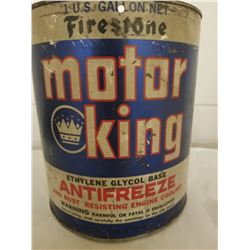 1 U.S. GALLON NET
Firestone
motor
king
ETHYLENE GLYCOL BASE
ANTIFREEZE
AND RUST RESISTING ENGINE COOLANT
WARNING HARMFUL OR FATAL IF SWALLOWED